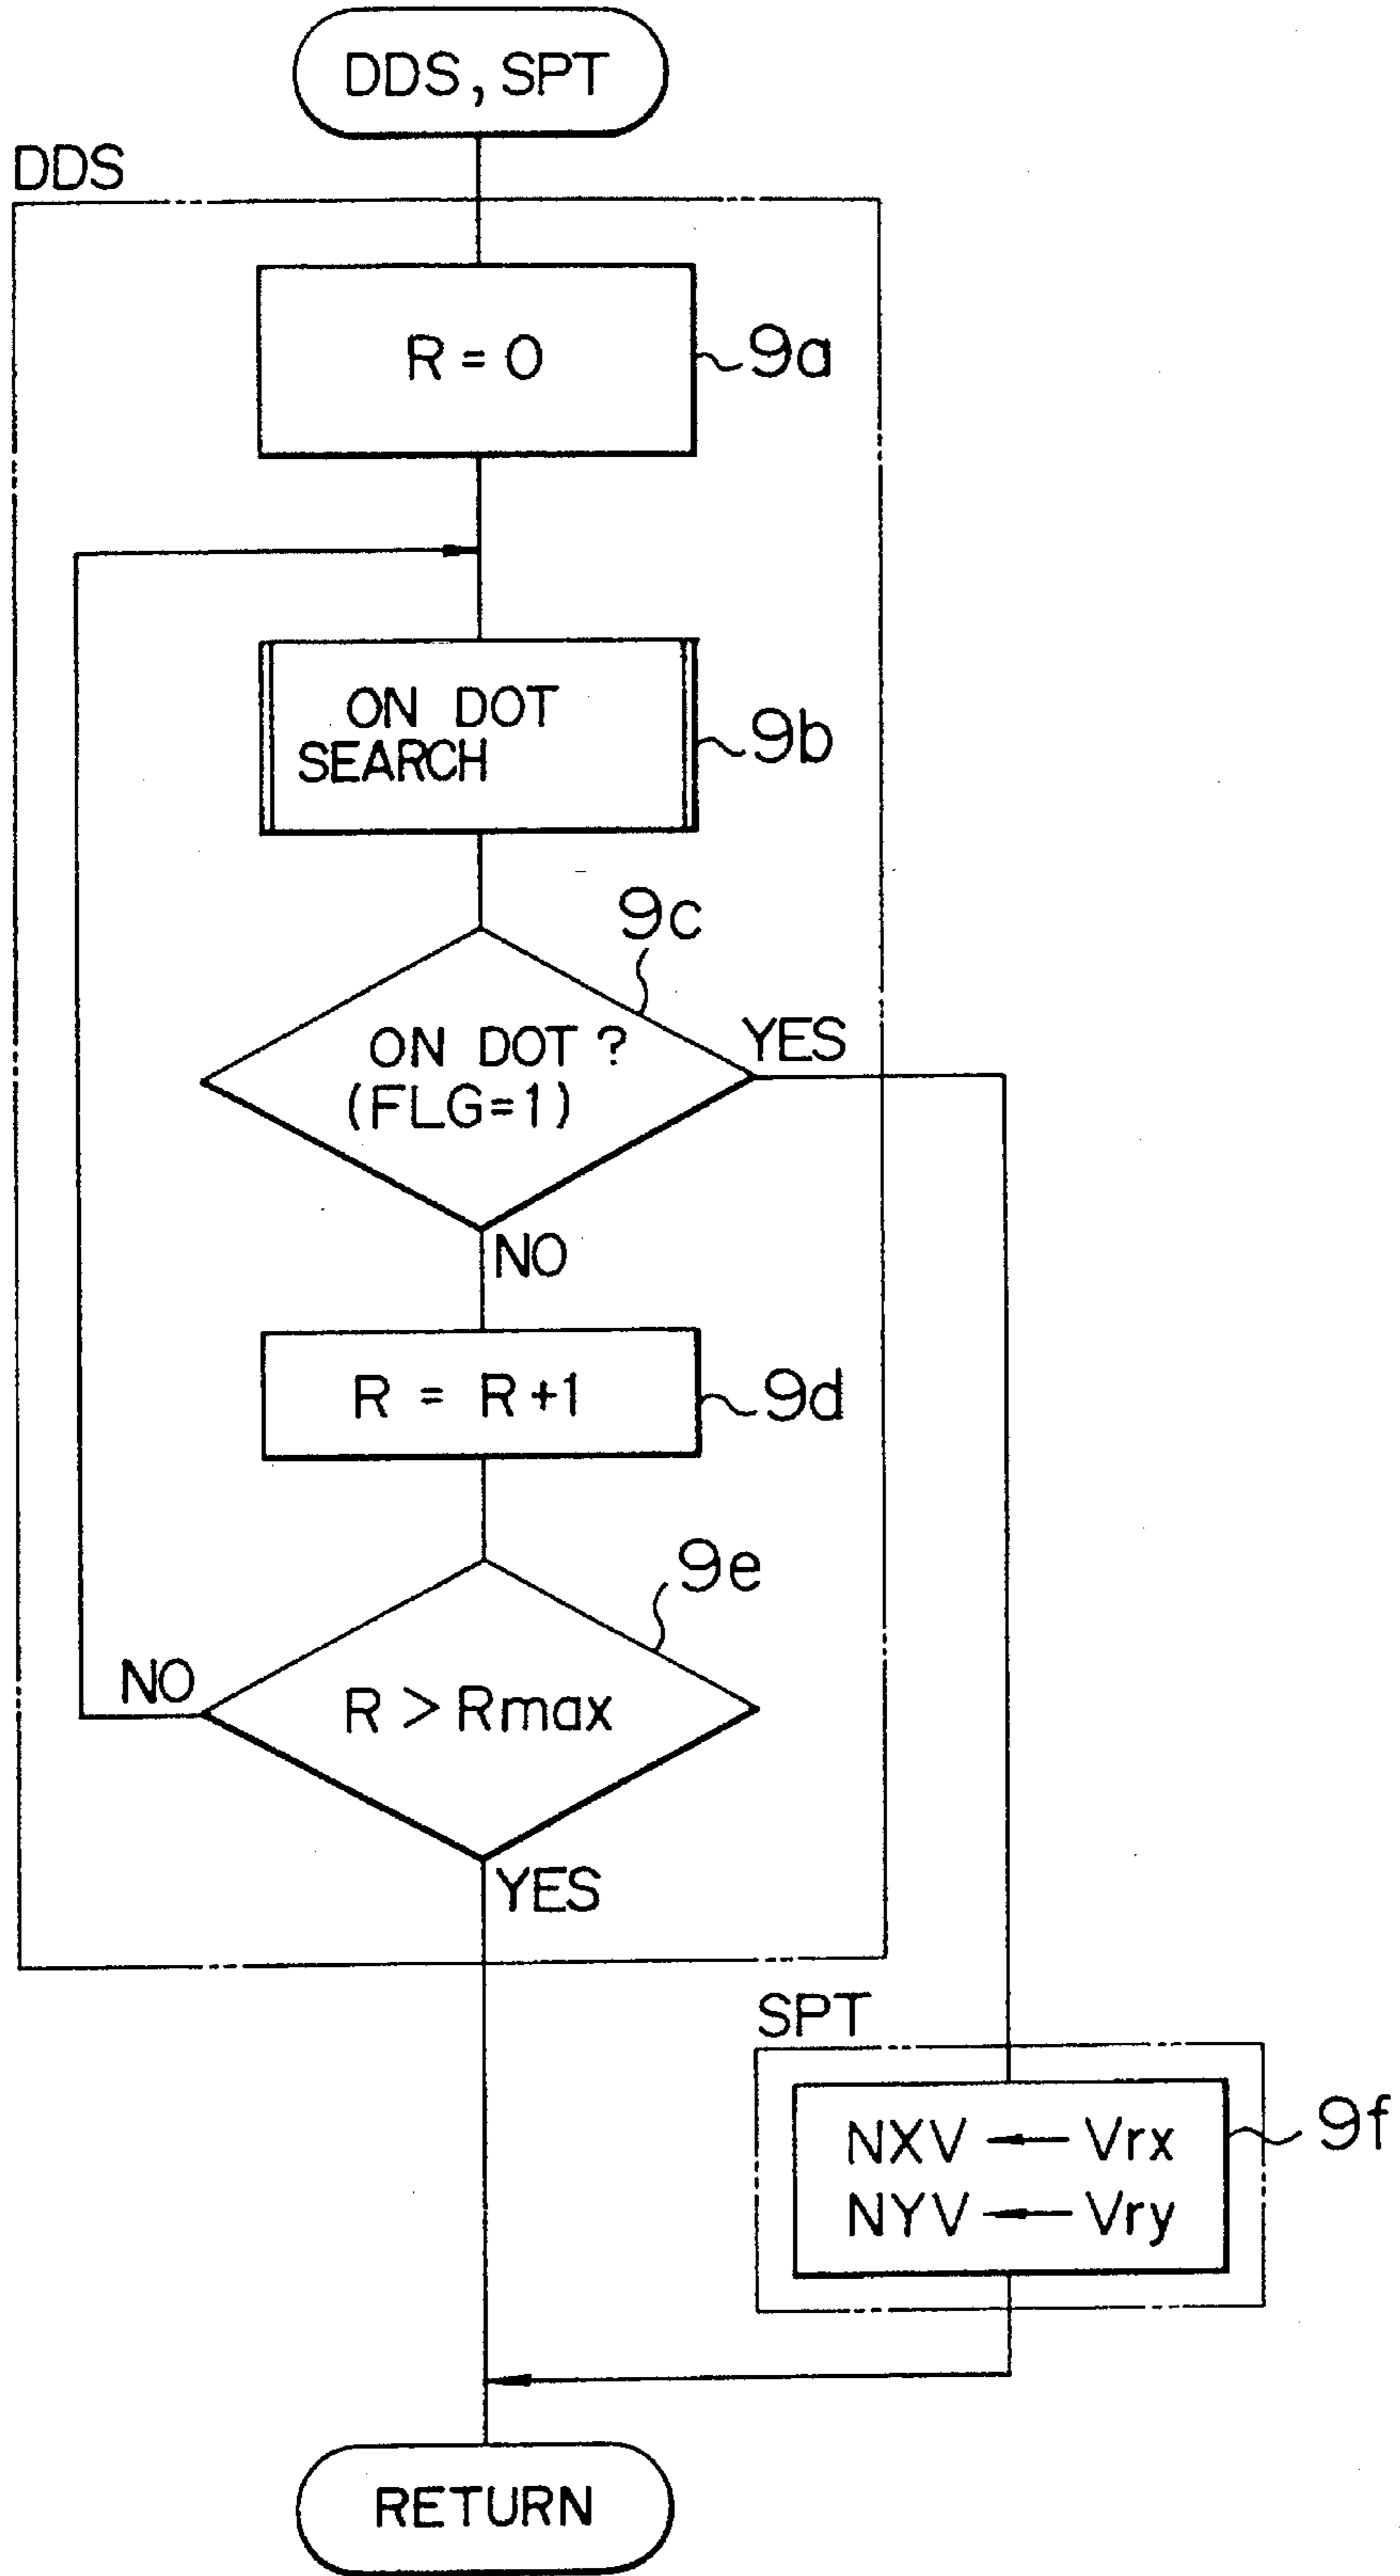 DDS, SPT
DDS
R = 0
9a
ON DOT
SEARCH
9b
9c
ON DOT ?
(FLG=1)
YES
NO
R = R+1
9d
9e
NO
R > Rmax
YES
SPT
NXV ← Vrx
NYV ← Vry
9f
RETURN